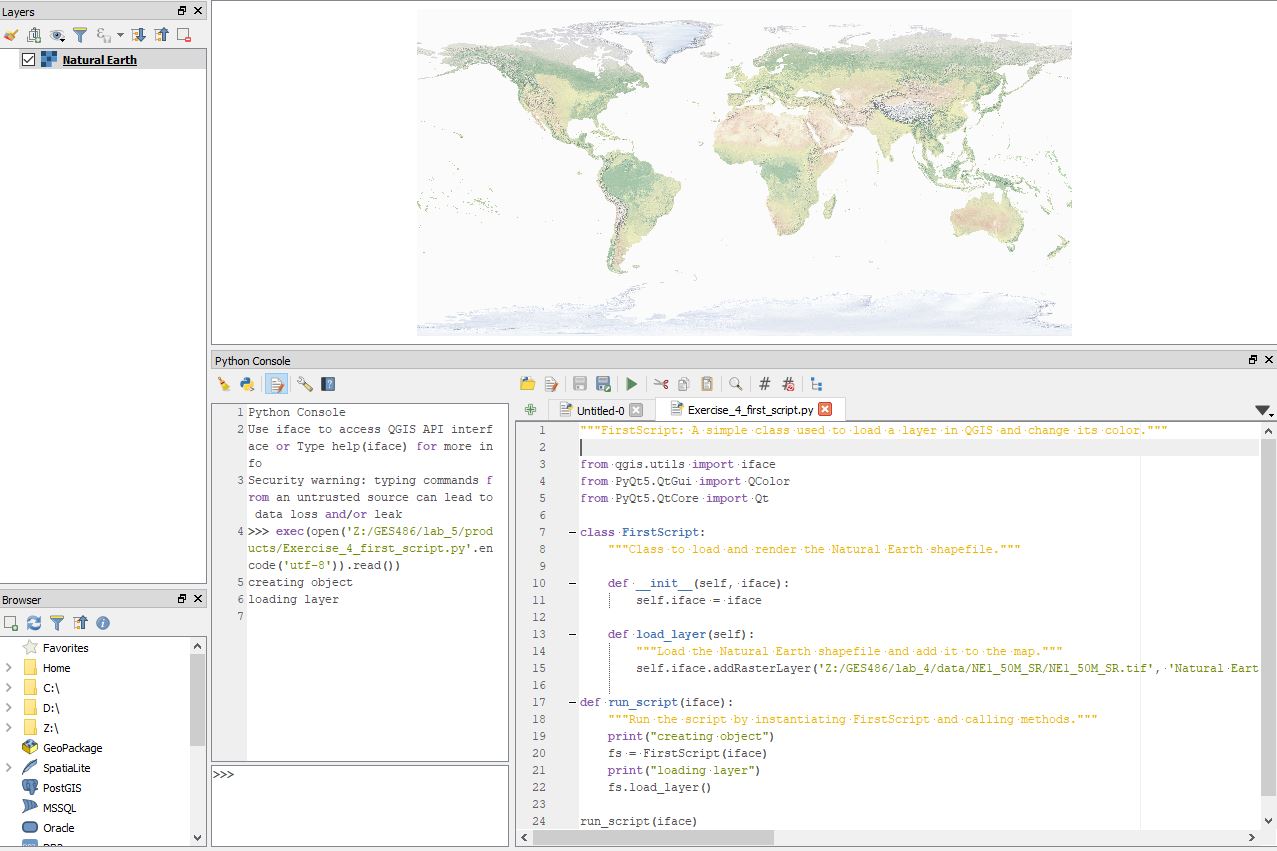 Layers
Natural Earth
Browser
Favorites
Home
C:\
D:\
Z:\
GeoPackage
SpatiaLite
PostGIS
MSSQL
Oracle
Python Console
1 Python Console
2 Use iface to access QGIS API interf
ace or Type help(iface) for more in
fo
3 Security warning: typing commands f
rom an untrusted source can lead to
data loss and/or leak
4 >>> exec(open('Z:/GES486/lab_5/prod
ucts/Exercise_4_first_script.py'.en
code('utf-8')).read())
5 creating object
6 loading layer
7
>>>
Untitled-0
Exercise_4_first_script.py
1 """FirstScript: A simple class used to load a layer in QGIS and change its color."""
2
3 from qgis.utils import iface
4 from PyQt5.QtGui import QColor
5 from PyQt5.QtCore import Qt
6
7 class FirstScript:
8 """Class to load and render the Natural Earth shapefile."""
9
10 def __init__(self, iface):
11 self.iface = iface
12
13 def load_layer(self):
14 """Load the Natural Earth shapefile and add it to the map."""
15 self.iface.addRasterLayer('Z:/GES486/lab_4/data/NE1_50M_SR/NE1_50M_SR.tif', 'Natural Eart
16
17 def run_script(iface):
18 """Run the script by instantiating FirstScript and calling methods."""
19 print("creating object")
20 fs = FirstScript(iface)
21 print("loading layer")
22 fs.load_layer()
23
24 run_script(iface)